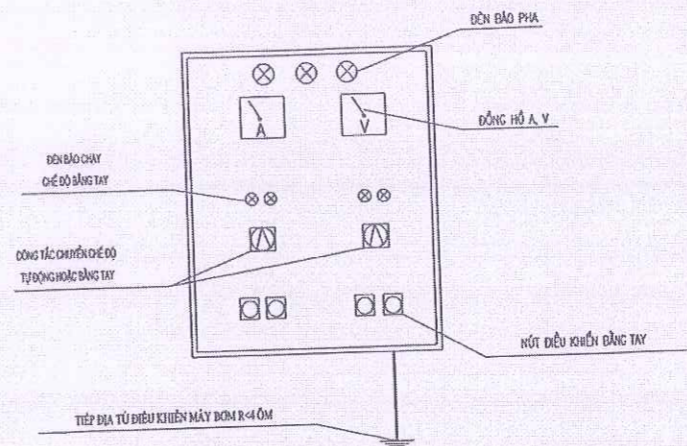 ĐÈN BÁO PHA
A
V
ĐỒNG HỒ A, V
ĐÈN BÁO CHẠY
CHẾ ĐỘ BẰNG TAY
CÔNG TẮC CHUYỂN CHẾ ĐỘ
TỰ ĐỘNG HOẶC BẰNG TAY
NÚT ĐIỀU KHIỂN BẰNG TAY
TIẾP ĐỊA TỦ ĐIỀU KHIỂN MÁY BƠM R<4 ÔM